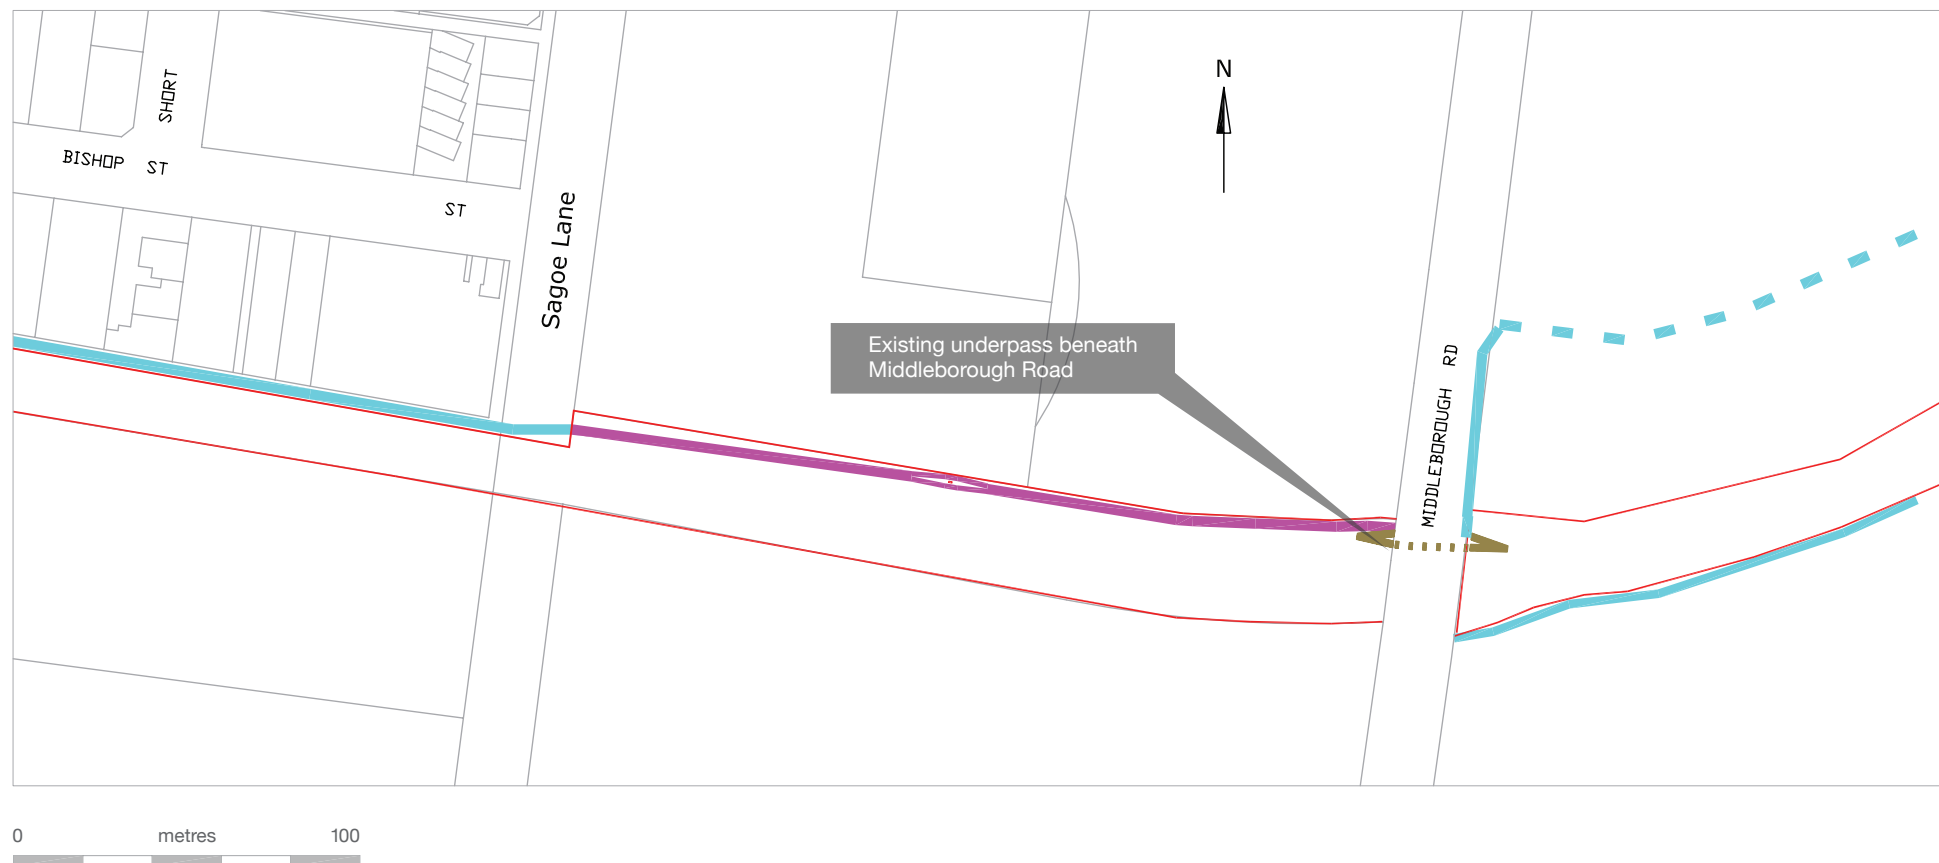 SHORT
BISHOP ST
ST
Sagoe Lane
N
Existing underpass beneath
Middleborough Road
MIDDLEBOROUGH RD
0 metres 100